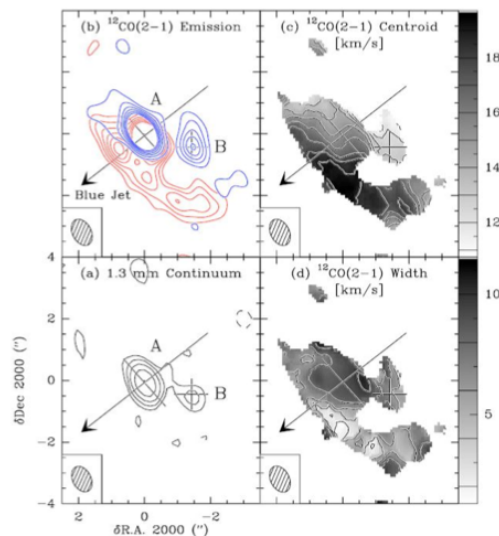 (b) ¹²CO(2−1) Emission
(c) ¹²CO(2−1) Centroid
[km/s]
A
B
Blue Jet
18
16
14
12
4
(a) 1.3 mm Continuum
(d) ¹²CO(2−1) Width
[km/s]
A
B
10
5
2
0
−2
−4
δDec 2000 (")
2
0
−2
δR.A. 2000 (")